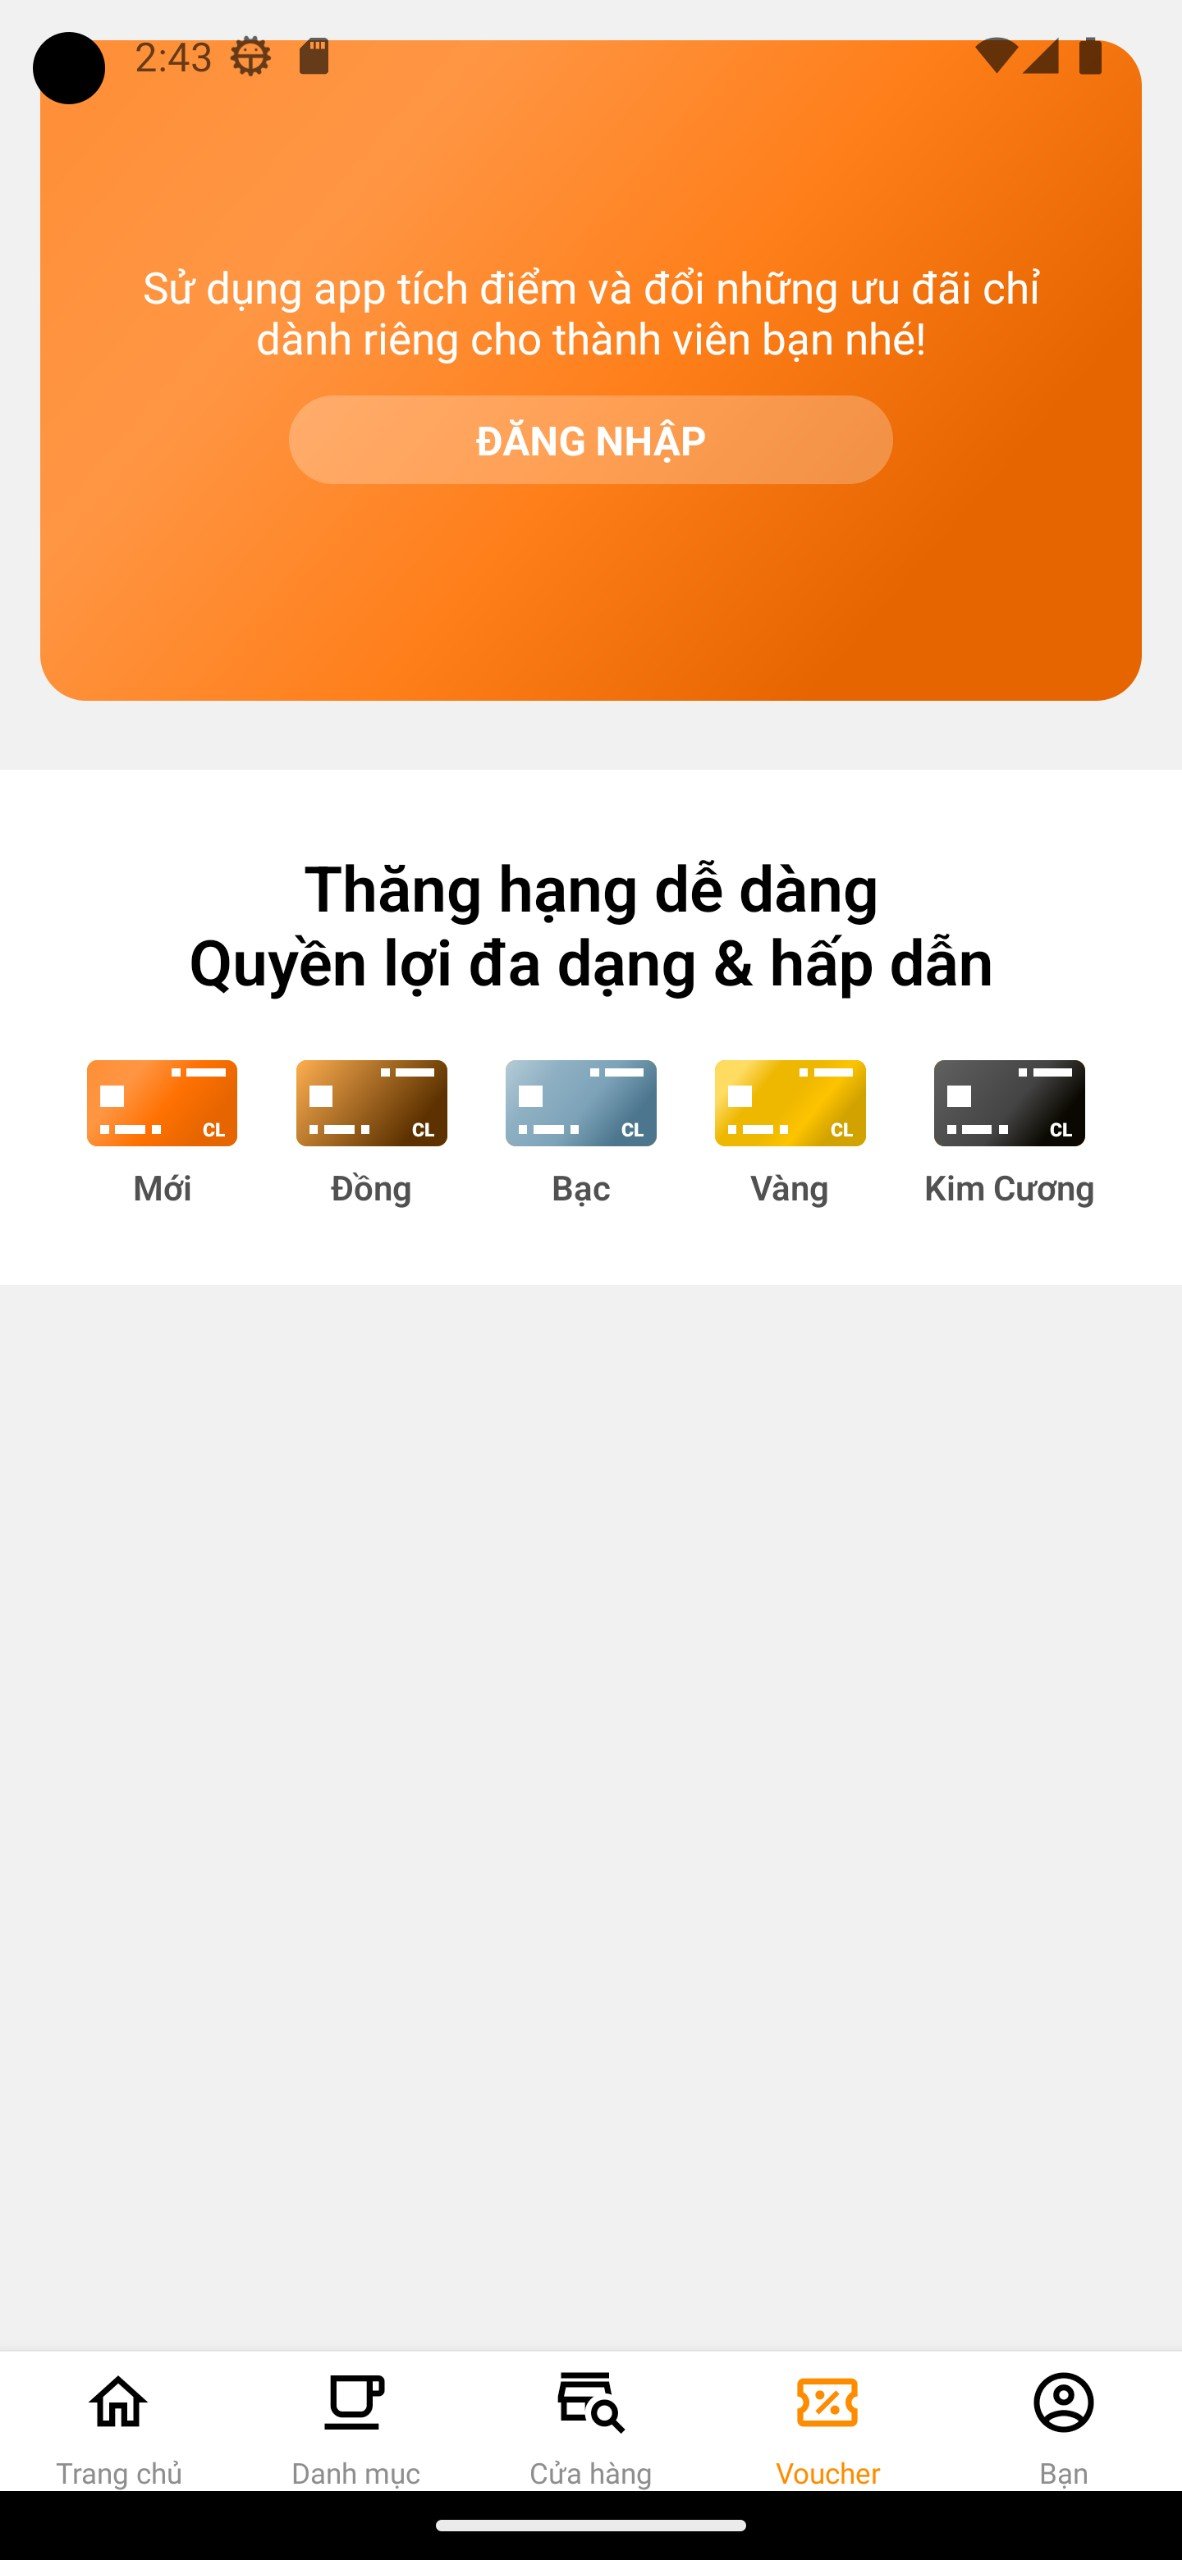 2:43
Sử dụng app tích điểm và đổi những ưu đãi chỉ
dành riêng cho thành viên bạn nhé!
ĐĂNG NHẬP
Thăng hạng dễ dàng
Quyền lợi đa dạng & hấp dẫn
CL CL CL CL CL
Mới Đồng Bạc Vàng Kim Cương
Trang chủ Danh mục Cửa hàng Voucher Bạn